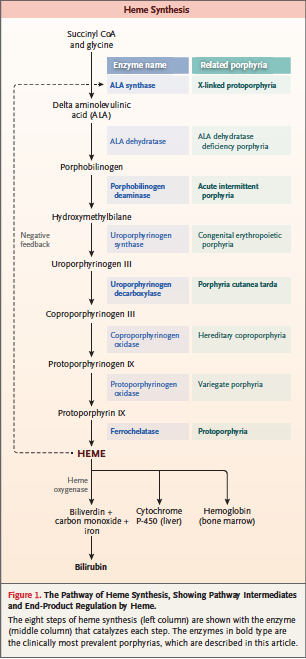 Heme Synthesis
Succinyl CoA
and glycine
Enzyme name
Related porphyria
ALA synthase
X-linked protoporphyria
Delta aminolevulinic
acid (ALA)
ALA dehydratase
ALA dehydratase
deficiency porphyria
Porphobilinogen
Porphobilinogen
deaminase
Acute intermittent
porphyria
Hydroxymethylbilane
Negative
feedback
Uroporphyrinogen
synthase
Congenital erythropoietic
porphyria
Uroporphyrinogen III
Uroporphyrinogen
decarboxylase
Porphyria cutanea tarda
Coproporphyrinogen III
Coproporphyrinogen
oxidase
Hereditary coproporphyria
Protoporphyrinogen IX
Protoporphyrinogen
oxidase
Variegate porphyria
Protoporphyrin IX
Ferrochelatase
Protoporphyria
HEME
Heme
oxygenase
Biliverdin +
carbon monoxide +
iron
Cytochrome
P-450 (liver)
Hemoglobin
(bone marrow)
Bilirubin
Figure 1. The Pathway of Heme Synthesis, Showing Pathway Intermediates
and End-Product Regulation by Heme.
The eight steps of heme synthesis (left column) are shown with the enzyme
(middle column) that catalyzes each step. The enzymes in bold type are
the clinically most prevalent porphyrias, which are described in this article.